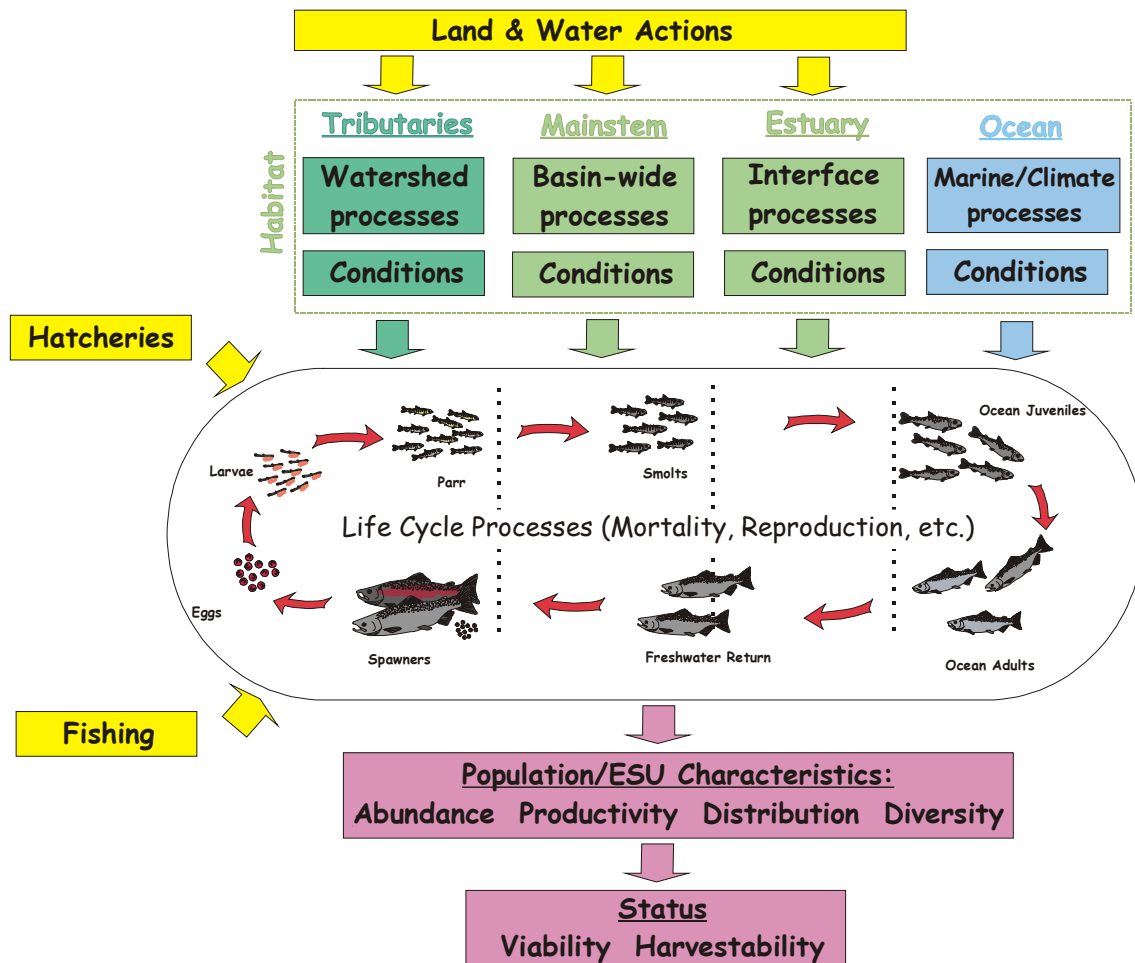 Land & Water Actions
Habitat
Tributaries
Mainstem
Estuary
Ocean
Watershed
processes
Basin-wide
processes
Interface
processes
Marine/Climate
processes
Conditions
Conditions
Conditions
Conditions
Hatcheries
Ocean Juveniles
Larvae
Parr
Smolts
Life Cycle Processes (Mortality, Reproduction, etc.)
Eggs
Spawners
Freshwater Return
Ocean Adults
Fishing
Population/ESU Characteristics:
Abundance Productivity Distribution Diversity
Status
Viability Harvestability